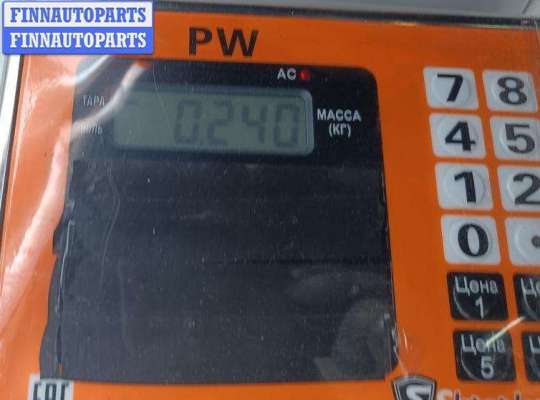 FINNAUTOPARTS
FINNAUTOPARTS
PW
AC
ТАРА
0.240
МАССА
(КГ)
7 8
4 5
1 2
0 .
Цена
1
Цена
5
EAC